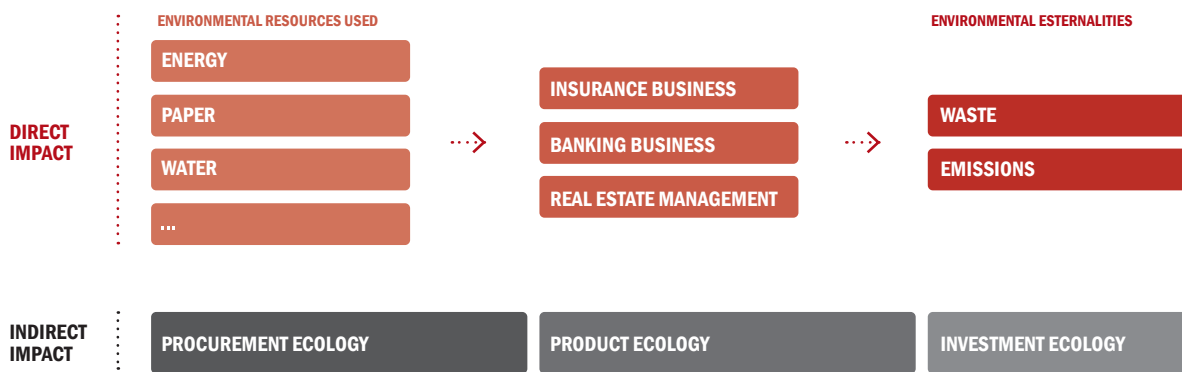 ENVIRONMENTAL RESOURCES USED
ENVIRONMENTAL ESTERNALITIES
DIRECT
IMPACT
ENERGY
PAPER
WATER
...
INSURANCE BUSINESS
BANKING BUSINESS
REAL ESTATE MANAGEMENT
WASTE
EMISSIONS
INDIRECT
IMPACT
PROCUREMENT ECOLOGY
PRODUCT ECOLOGY
INVESTMENT ECOLOGY